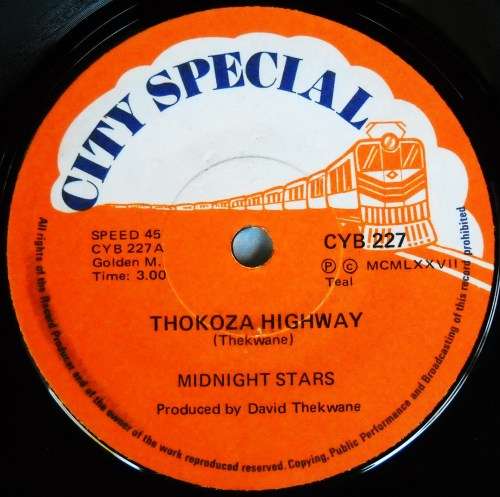 CITY SPECIAL
SPEED 45
CYB 227A
Golden M.
Time: 3.00
CYB 227
Ⓟ © MCMLXXVII
Teal
THOKOZA HIGHWAY
(Thekwane)
MIDNIGHT STARS
Produced by David Thekwane
All rights of the Record Producer and of the owner of the work reproduced reserved. Copying, Public Performance and Broadcasting of this record prohibited